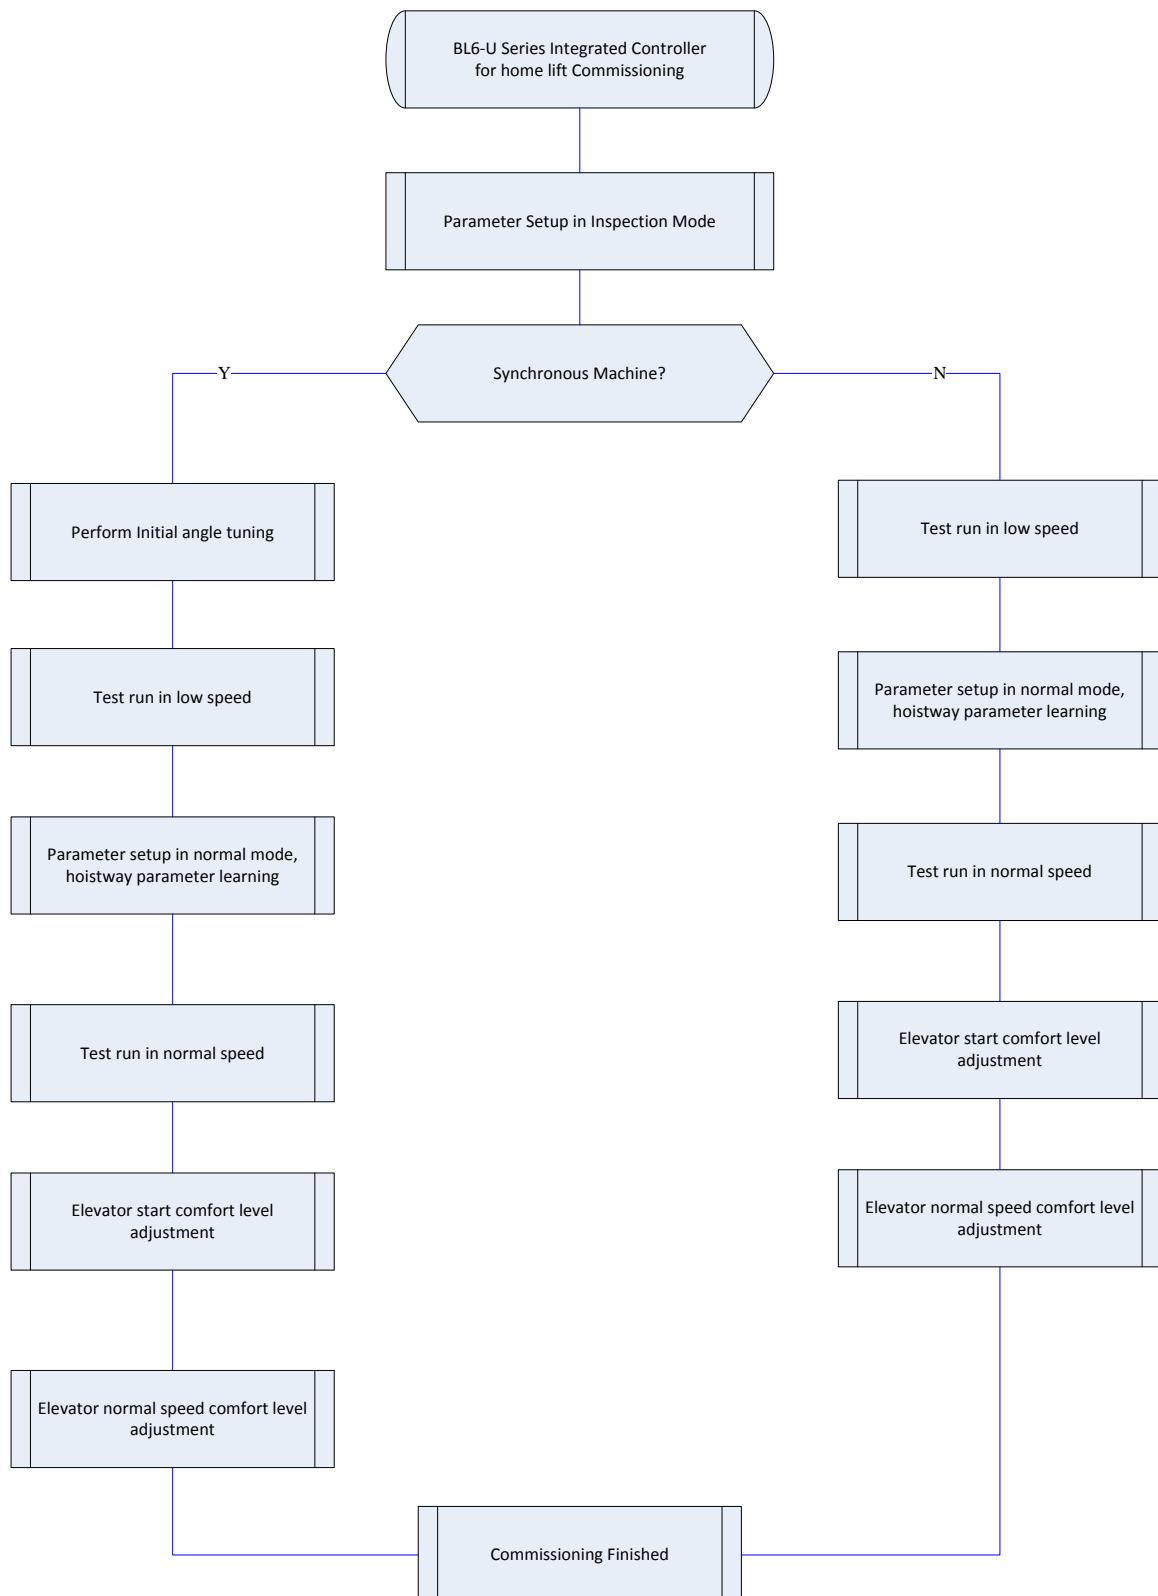 BL6-U Series Integrated Controller
for home lift Commissioning
Parameter Setup in Inspection Mode
Synchronous Machine?
Y
N
Perform Initial angle tuning
Test run in low speed
Parameter setup in normal mode,
hoistway parameter learning
Test run in normal speed
Elevator start comfort level
adjustment
Elevator normal speed comfort level
adjustment
Test run in low speed
Parameter setup in normal mode,
hoistway parameter learning
Test run in normal speed
Elevator start comfort level
adjustment
Elevator normal speed comfort level
adjustment
Commissioning Finished